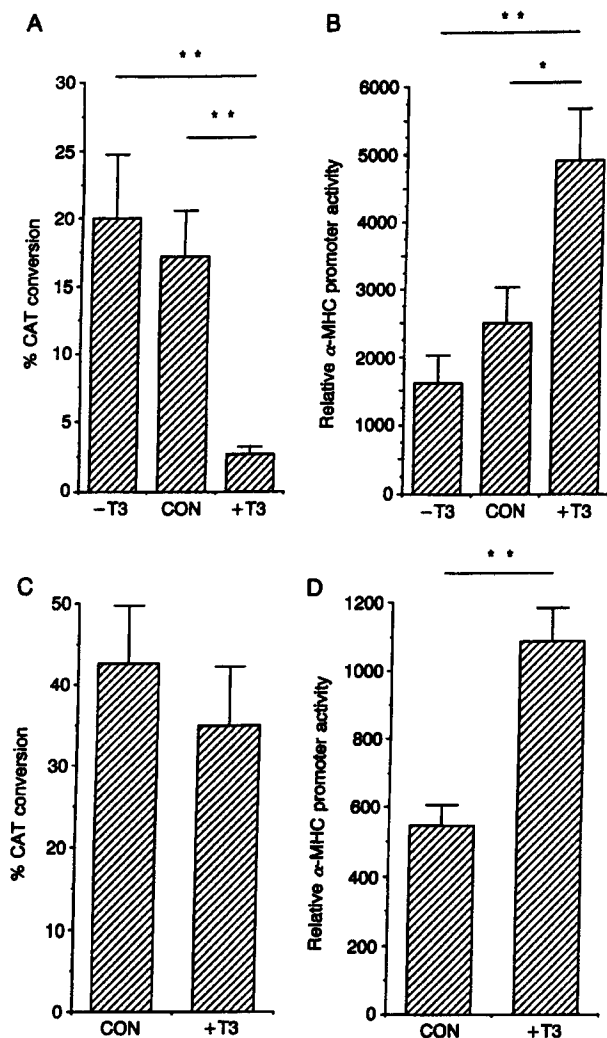 A
% CAT conversion
30
25
20
15
10
5
0
* *
* *
−T3 CON +T3
B
Relative α-MHC promoter activity
6000
5000
4000
3000
2000
1000
0
* *
*
−T3 CON +T3
C
% CAT conversion
50
40
30
20
10
0
CON +T3
D
Relative α-MHC promoter activity
1200
1000
800
600
400
200
0
* *
CON +T3